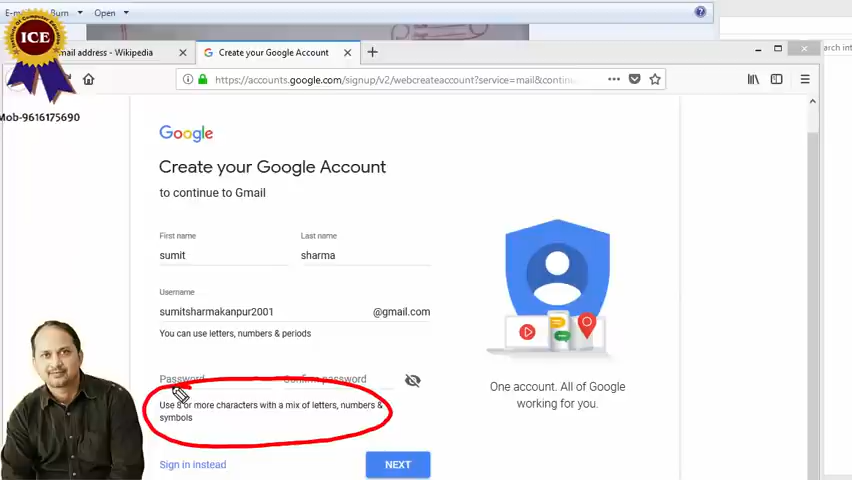 E-m
Burn
Open
ICE
mail address - Wikipedia
Create your Google Account
https://accounts.google.com/signup/v2/webcreateaccount?service=mail&continu
arch int
Mob-9616175690
Google
Create your Google Account
to continue to Gmail
First name
Last name
sumit
sharma
Username
sumitsharmakanpur2001
@gmail.com
You can use letters, numbers & periods
Password
Confirm password
Use 8 or more characters with a mix of letters, numbers &
symbols
One account. All of Google
working for you.
Sign in instead
NEXT